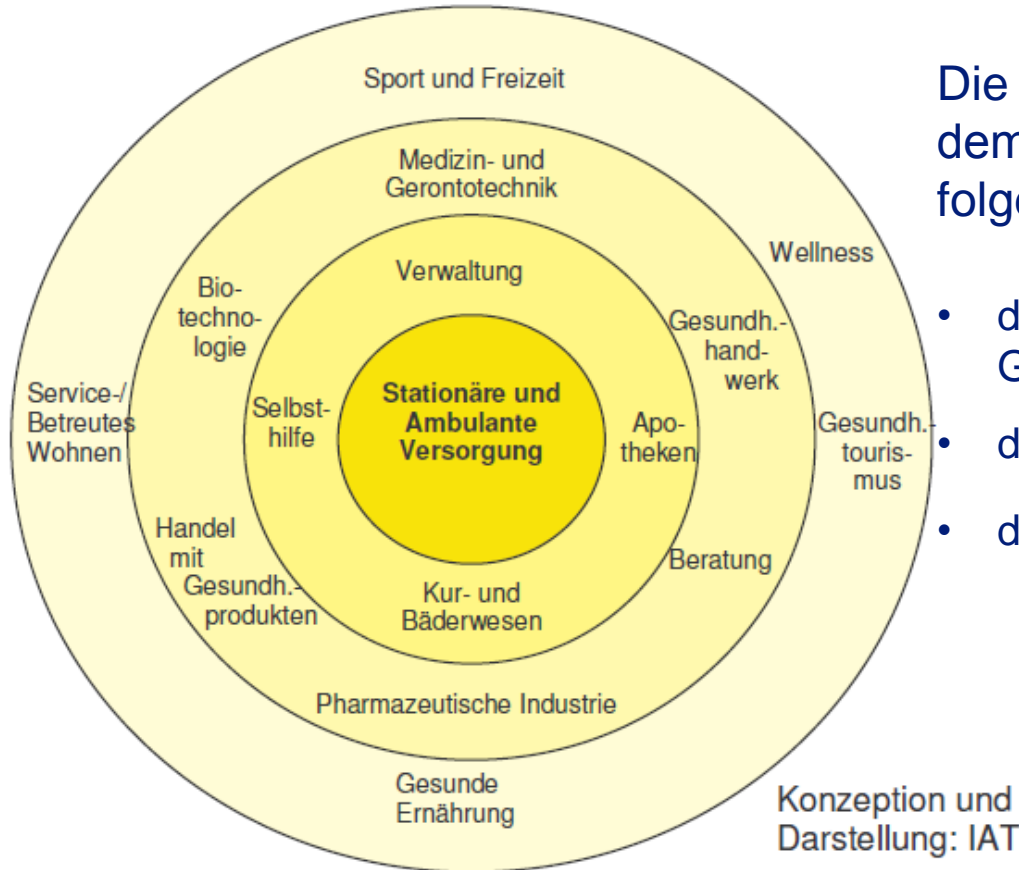 Sport und Freizeit
Medizin- und
Gerontotechnik
Wellness
Verwaltung
Bio-
techno-
logie
Gesundh.-
hand-
werk
Stationäre und
Ambulante
Versorgung
Service-/
Betreutes
Wohnen
Selbst-
hilfe
Apo-
theken
Gesundh.-
touris-
mus
Handel
mit
Gesundh.-
produkten
Beratung
Kur- und
Bäderwesen
Pharmazeutische Industrie
Gesunde
Ernährung
Konzeption und
Darstellung: IAT
Die
dem
folge
• d
G
• d
• d